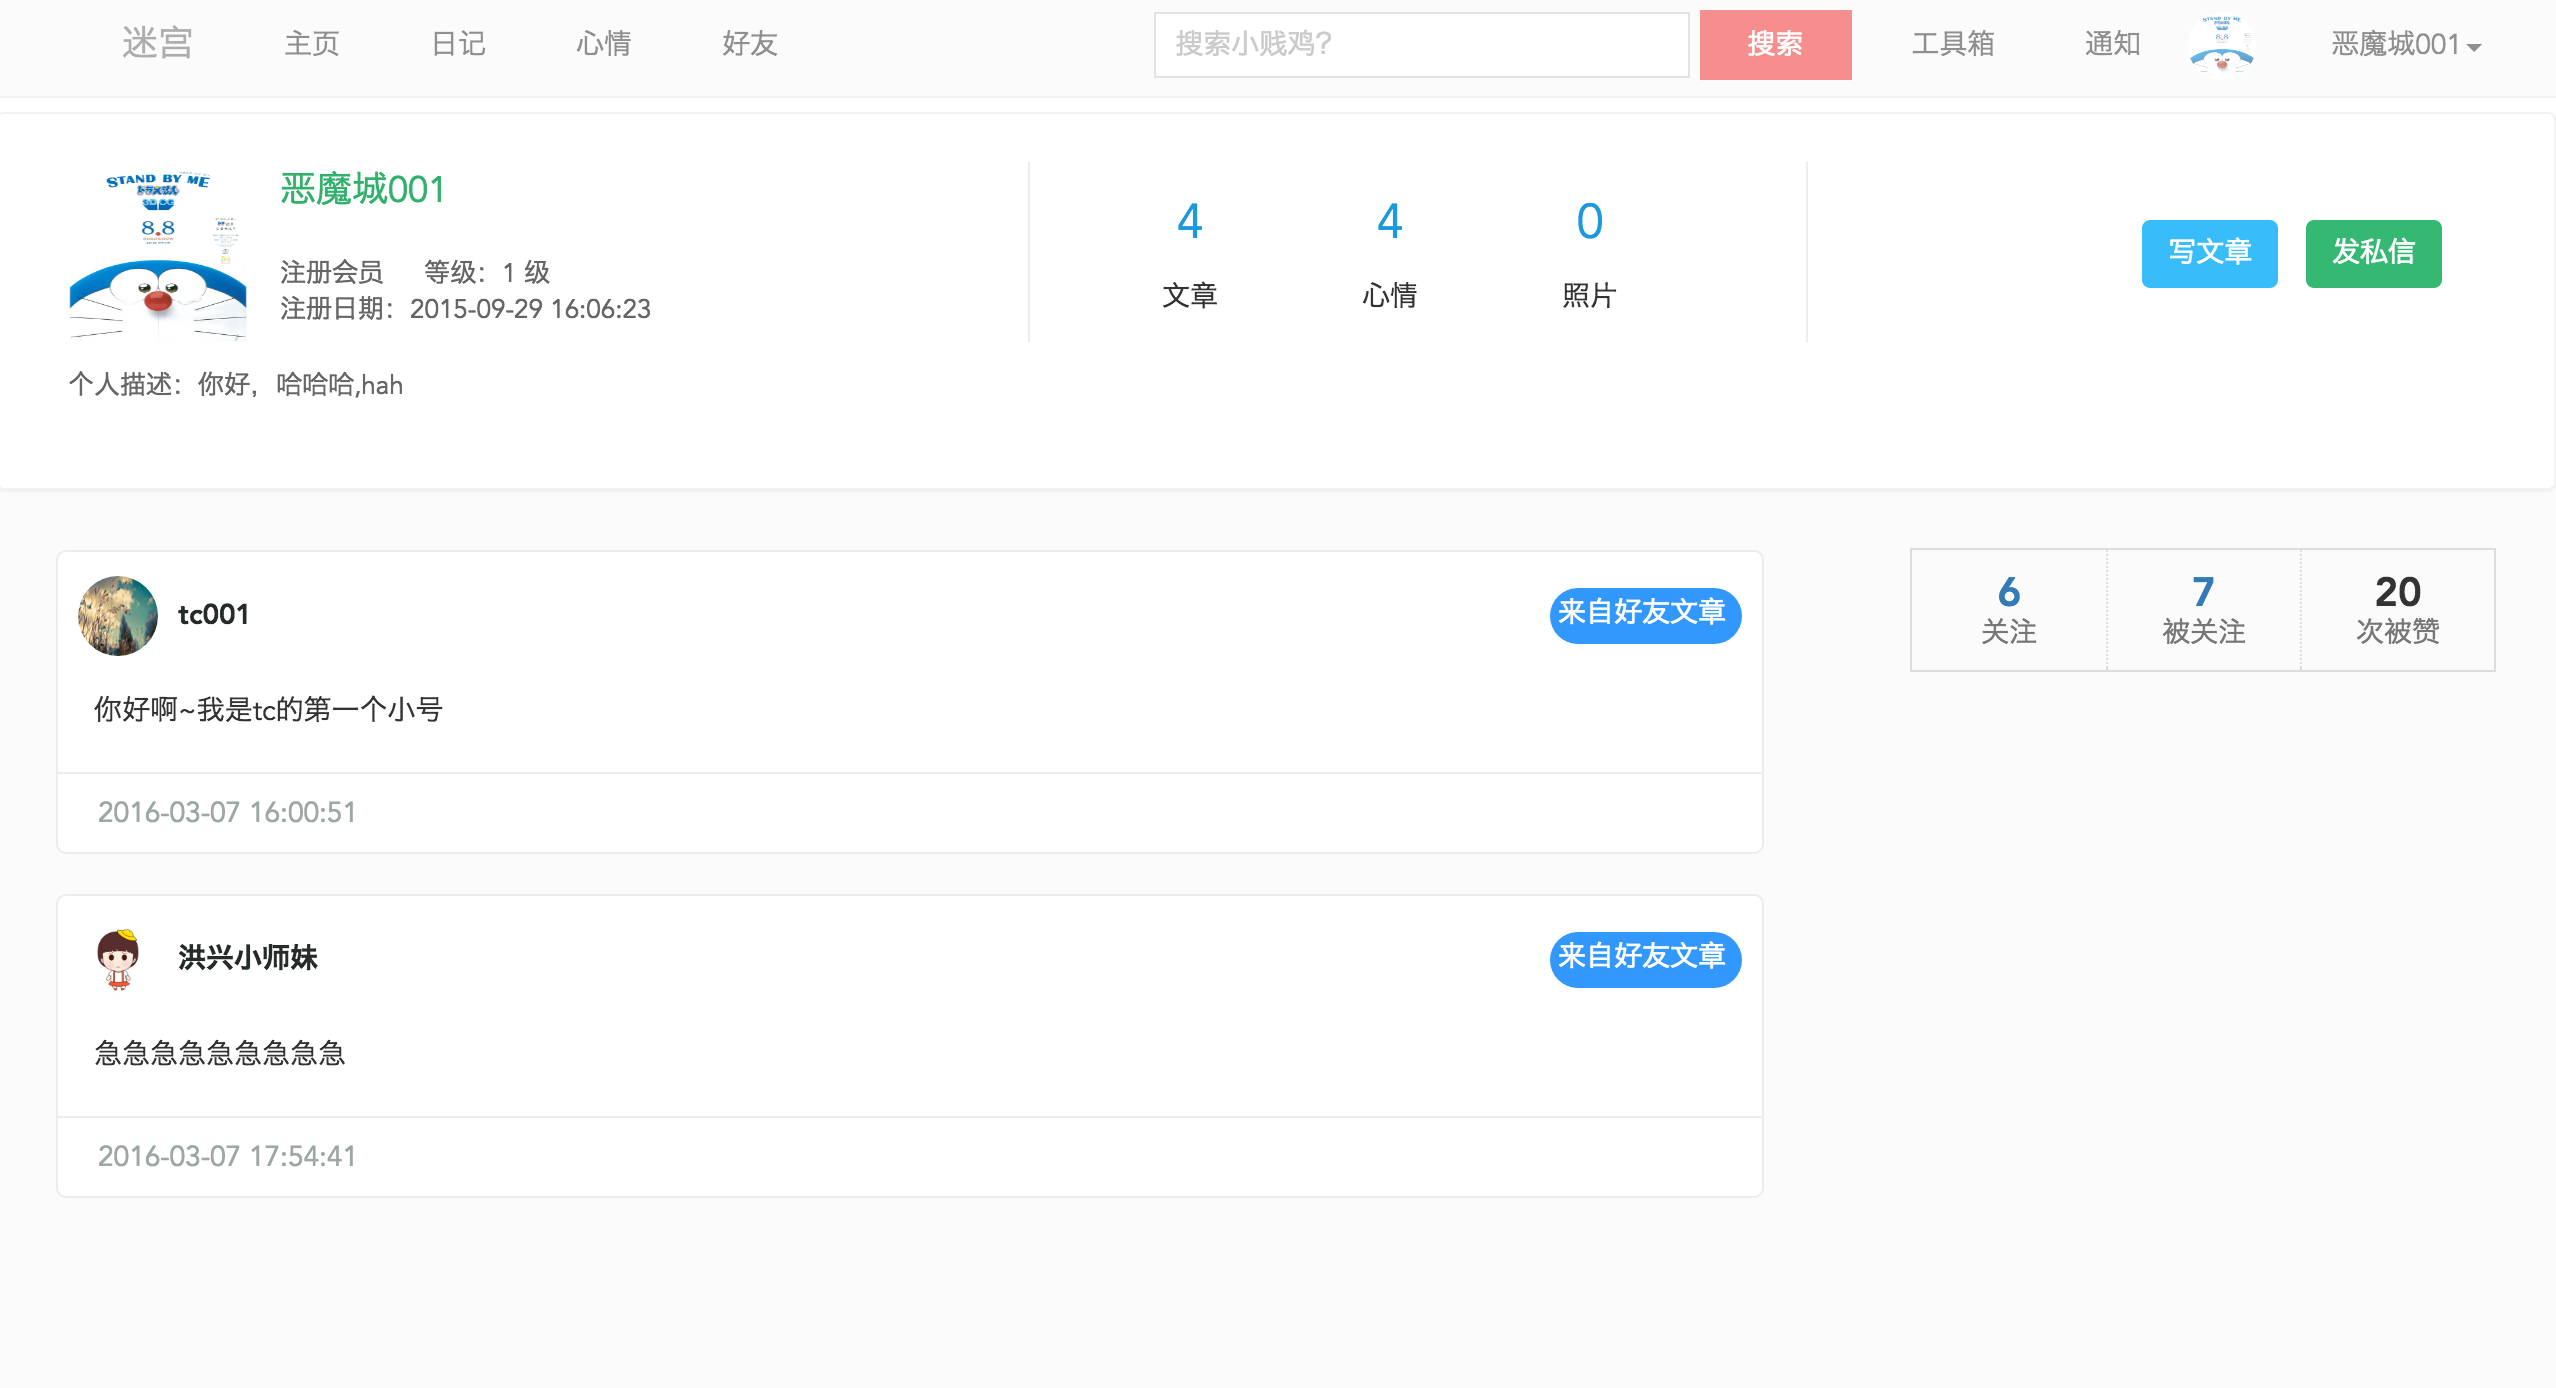 迷宫 主页 日记 心情 好友 搜索小贱鸡? 搜索 工具箱 通知 恶魔城001
STAND BY ME
8.8
恶魔城001
注册会员 等级：1 级
注册日期：2015-09-29 16:06:23
个人描述：你好，哈哈哈,hah
4 4 0
文章 心情 照片
写文章 发私信
tc001 来自好友文章
你好啊~我是tc的第一个小号
2016-03-07 16:00:51
洪兴小师妹 来自好友文章
急急急急急急急急急
2016-03-07 17:54:41
6 7 20
关注 被关注 次被赞